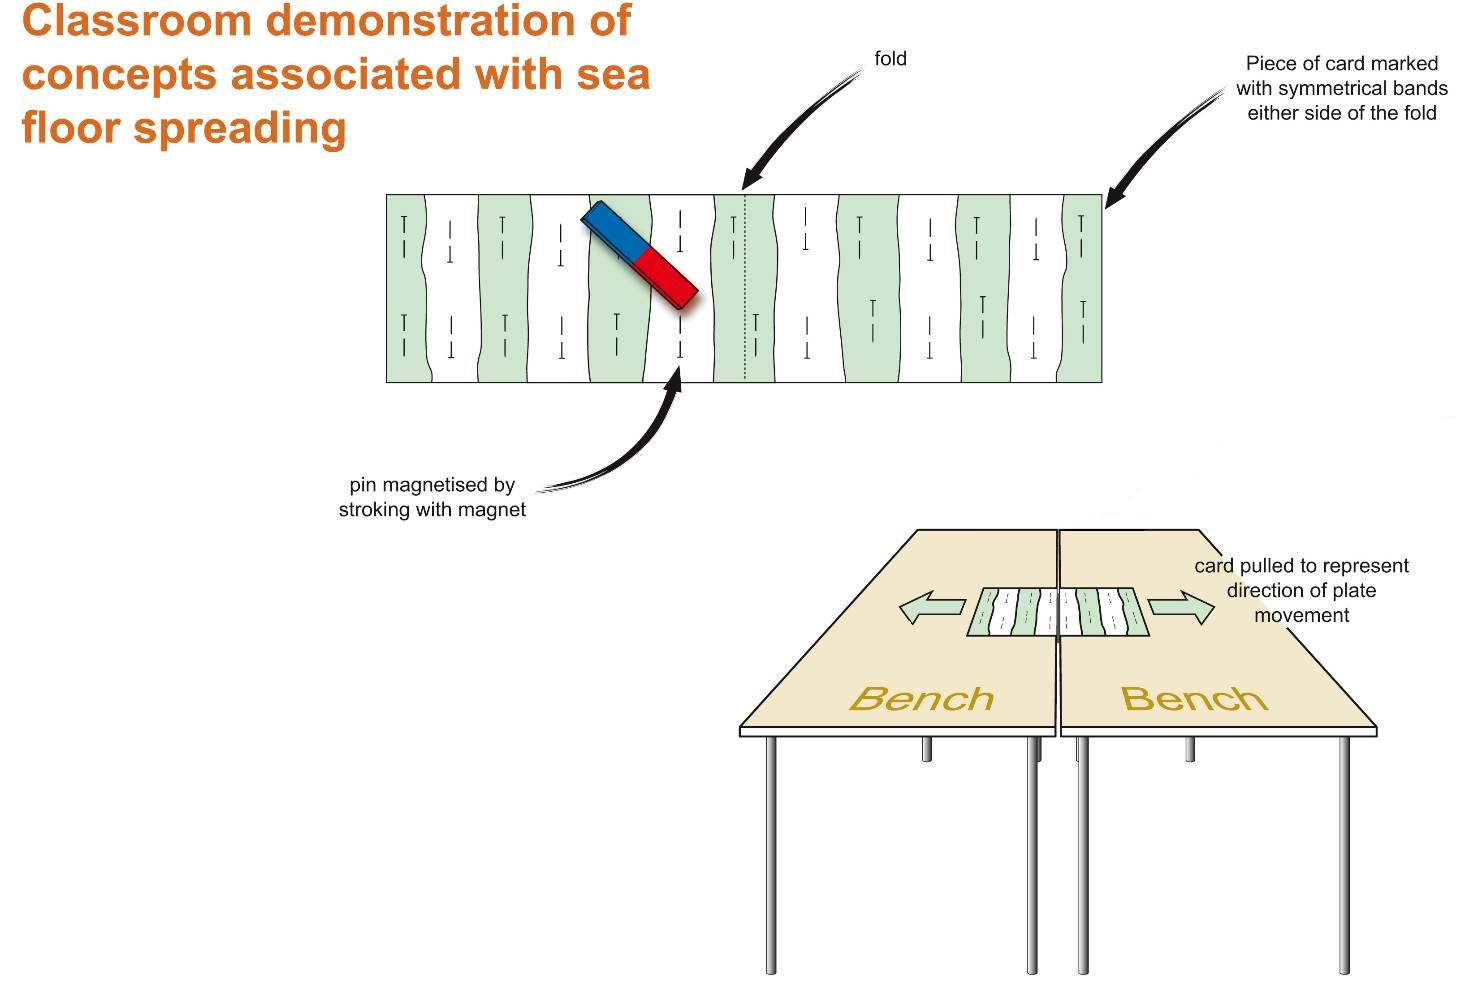 Classroom demonstration of
concepts associated with sea
floor spreading
fold
Piece of card marked
with symmetrical bands
either side of the fold
pin magnetised by
stroking with magnet
card pulled to represent
direction of plate
movement
Bench
Bench